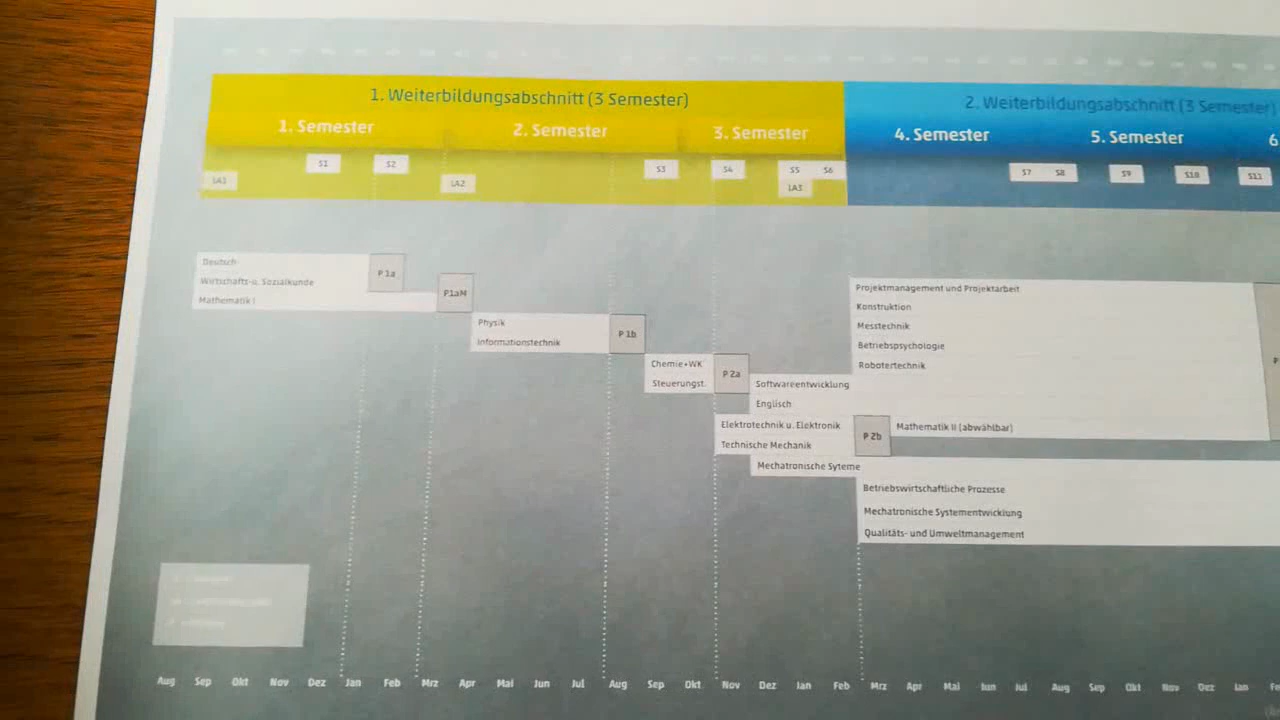 1. Weiterbildungsabschnitt (3 Semester)
2. Weiterbildungsabschnitt (3 Semester)
1. Semester
2. Semester
3. Semester
4. Semester
5. Semester
6
S1
S2
S3
S4
S5
S6
S7
S8
S9
S10
S11
LA1
LA2
LA3
Deutsch
Wirtschafts-u. Sozialkunde
Mathematik I
P 1a
P1aM
Physik
Informationstechnik
P 1b
Chemie+WK
Steuerungst.
P 2a
Softwareentwicklung
Englisch
Elektrotechnik u. Elektronik
Technische Mechanik
P 2b
Mechatronische Syteme
Projektmanagement und Projektarbeit
Konstruktion
Messtechnik
Betriebspsychologie
Robotertechnik
P
Mathematik II (abwählbar)
Betriebswirtschaftliche Prozesse
Mechatronische Systementwicklung
Qualitäts- und Umweltmanagement
Aug Sep Okt Nov Dez Jan Feb Mrz Apr Mai Jun Jul Aug Sep Okt Nov Dez Jan Feb Mrz Apr Mai Jun Jul Aug Sep Okt Nov Dez Jan Fe